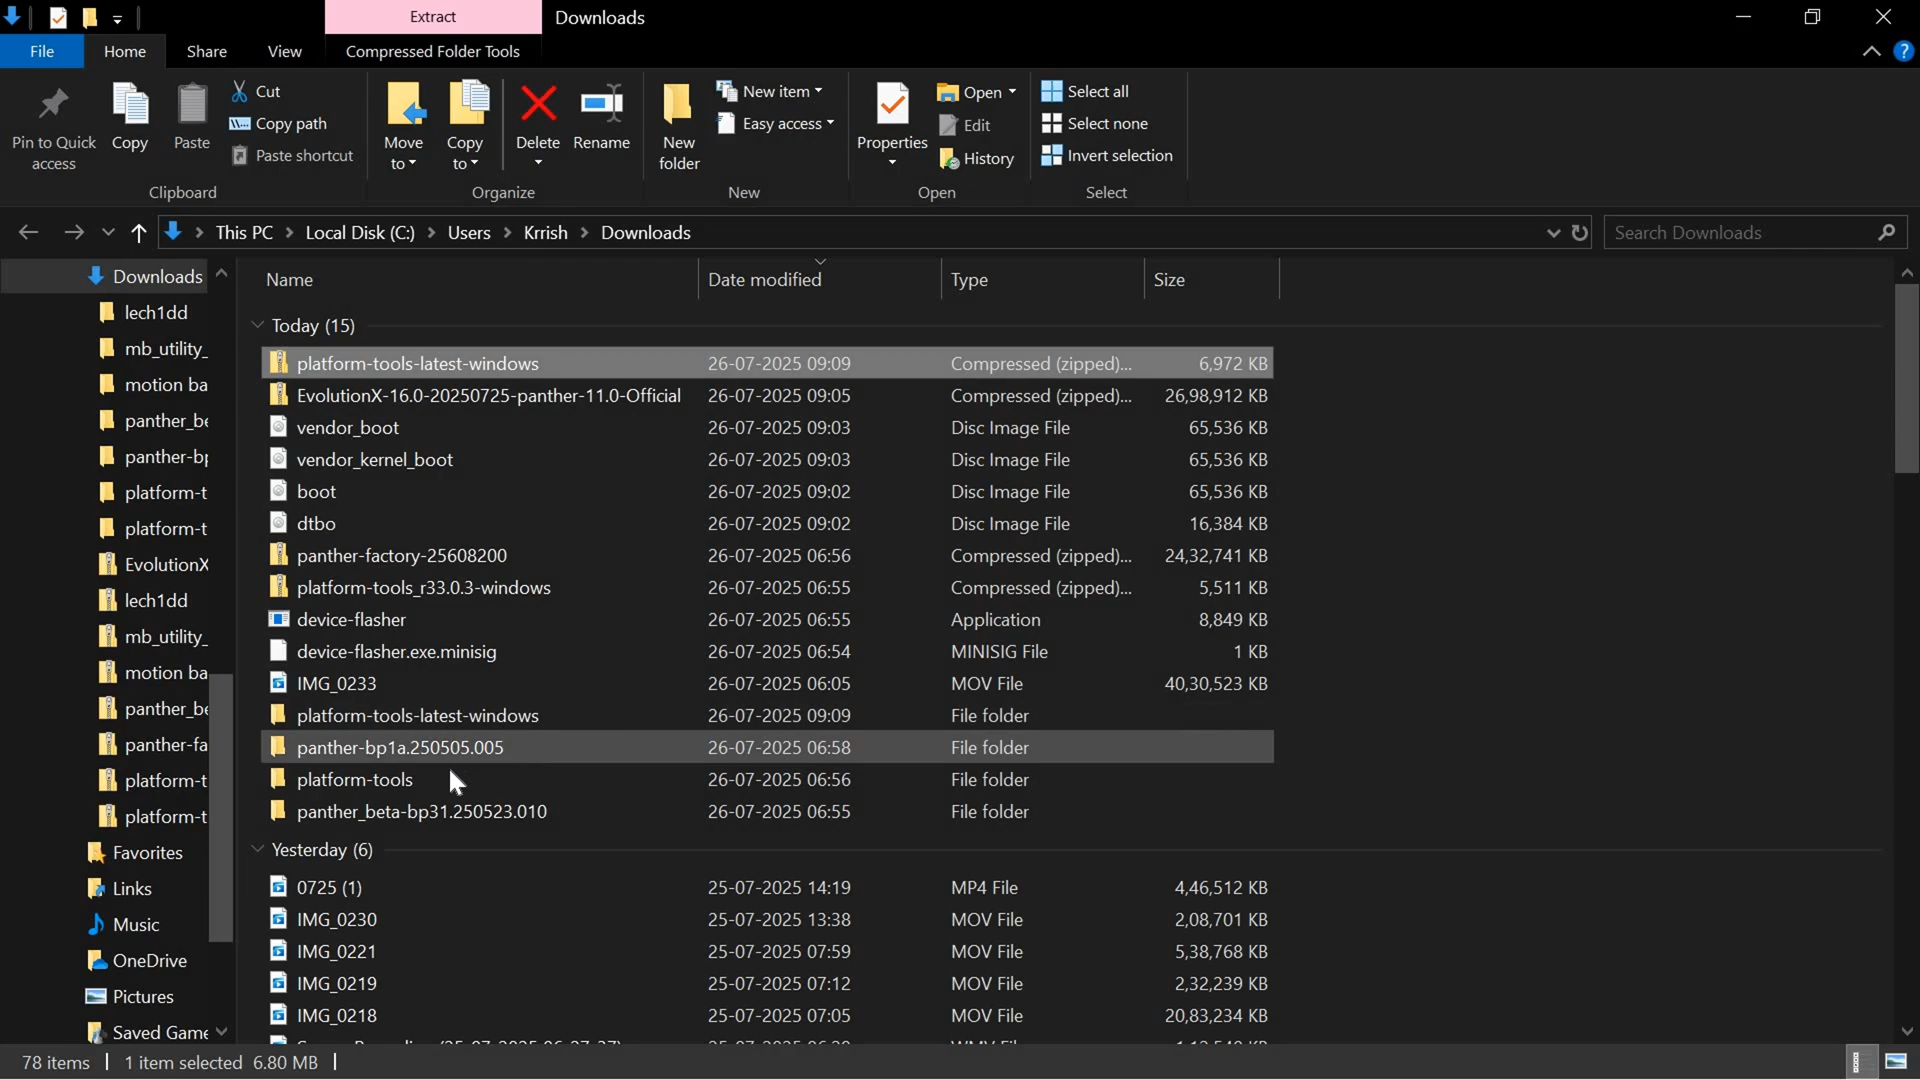 Extract
Downloads
File
Home
Share
View
Compressed Folder Tools
Pin to Quick access
Copy
Paste
Cut
Copy path
Paste shortcut
Clipboard
Move to
Copy to
Delete
Rename
Organize
New folder
New item
Easy access
New
Properties
Open
Edit
History
Open
Select all
Select none
Invert selection
Select
This PC > Local Disk (C:) > Users > Krrish > Downloads
Search Downloads
Downloads
lech1dd
mb_utility_
motion ba
panther_be
panther-bp
platform-t
platform-t
EvolutionX
lech1dd
mb_utility_
motion ba
panther_be
panther-fa
platform-t
platform-t
Favorites
Links
Music
OneDrive
Pictures
Saved Game
Name Date modified Type Size
Today (15)
platform-tools-latest-windows 26-07-2025 09:09 Compressed (zipped)... 6,972 KB
EvolutionX-16.0-20250725-panther-11.0-Official 26-07-2025 09:05 Compressed (zipped)... 26,98,912 KB
vendor_boot 26-07-2025 09:03 Disc Image File 65,536 KB
vendor_kernel_boot 26-07-2025 09:03 Disc Image File 65,536 KB
boot 26-07-2025 09:02 Disc Image File 65,536 KB
dtbo 26-07-2025 09:02 Disc Image File 16,384 KB
panther-factory-25608200 26-07-2025 06:56 Compressed (zipped)... 24,32,741 KB
platform-tools_r33.0.3-windows 26-07-2025 06:55 Compressed (zipped)... 5,511 KB
device-flasher 26-07-2025 06:55 Application 8,849 KB
device-flasher.exe.minisig 26-07-2025 06:54 MINISIG File 1 KB
IMG_0233 26-07-2025 06:05 MOV File 40,30,523 KB
platform-tools-latest-windows 26-07-2025 09:09 File folder
panther-bp1a.250505.005 26-07-2025 06:58 File folder
platform-tools 26-07-2025 06:56 File folder
panther_beta-bp31.250523.010 26-07-2025 06:55 File folder
Yesterday (6)
0725 (1) 25-07-2025 14:19 MP4 File 4,46,512 KB
IMG_0230 25-07-2025 13:38 MOV File 2,08,701 KB
IMG_0221 25-07-2025 07:59 MOV File 5,38,768 KB
IMG_0219 25-07-2025 07:12 MOV File 2,32,239 KB
IMG_0218 25-07-2025 07:05 MOV File 20,83,234 KB
78 items 1 item selected 6.80 MB